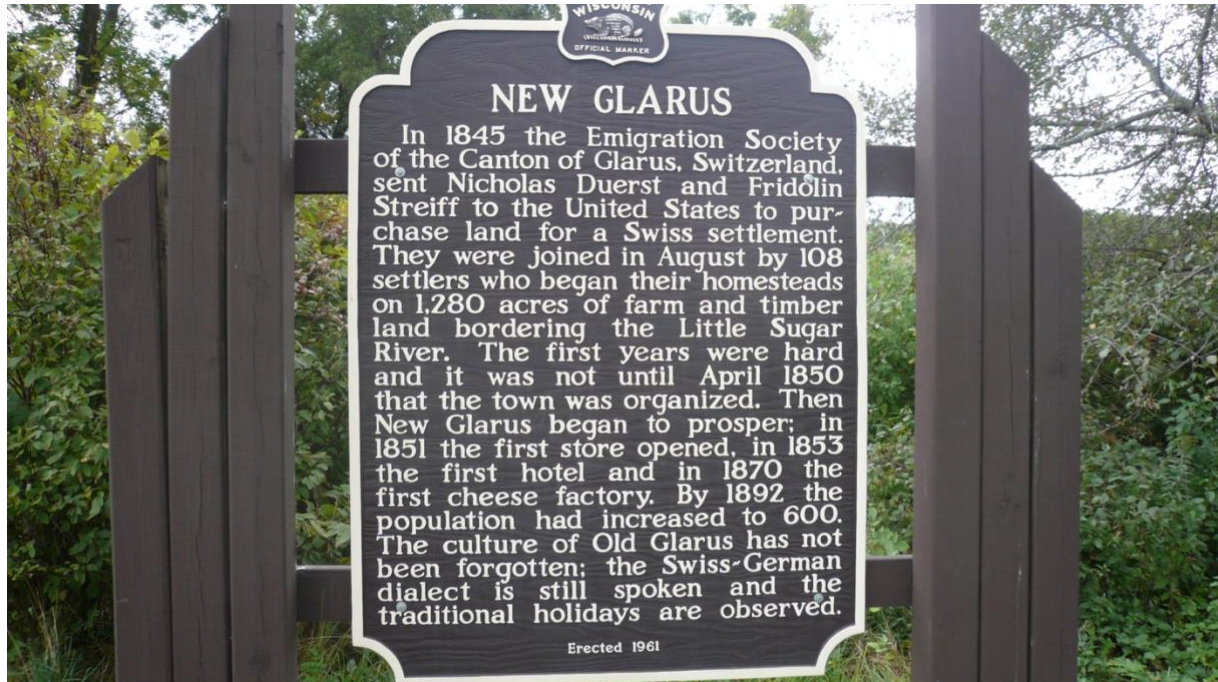 WISCONSIN
OFFICIAL MARKER
NEW GLARUS
In 1845 the Emigration Society
of the Canton of Glarus, Switzerland,
sent Nicholas Duerst and Fridolin
Streiff to the United States to pur-
chase land for a Swiss settlement.
They were joined in August by 108
settlers who began their homesteads
on 1,280 acres of farm and timber
land bordering the Little Sugar
River. The first years were hard
and it was not until April 1850
that the town was organized. Then
New Glarus began to prosper; in
1851 the first store opened, in 1853
the first hotel and in 1870 the
first cheese factory. By 1892 the
population had increased to 600.
The culture of Old Glarus has not
been forgotten; the Swiss-German
dialect is still spoken and the
traditional holidays are observed.
Erected 1961